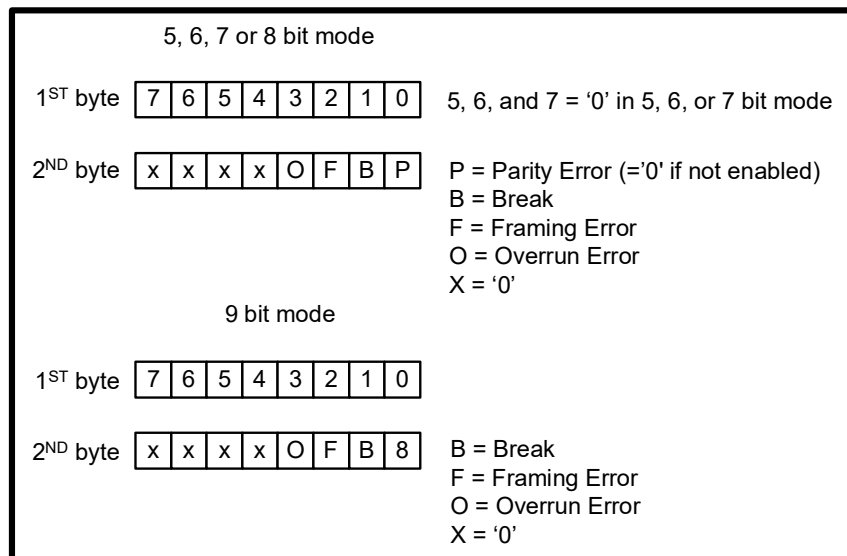 5, 6, 7 or 8 bit mode
1ST byte 7 6 5 4 3 2 1 0 5, 6, and 7 = ‘0’ in 5, 6, or 7 bit mode
2ND byte x x x x O F B P P = Parity Error (=’0' if not enabled)
B = Break
F = Framing Error
O = Overrun Error
X = ‘0’
9 bit mode
1ST byte 7 6 5 4 3 2 1 0
2ND byte x x x x O F B 8 B = Break
F = Framing Error
O = Overrun Error
X = ‘0’